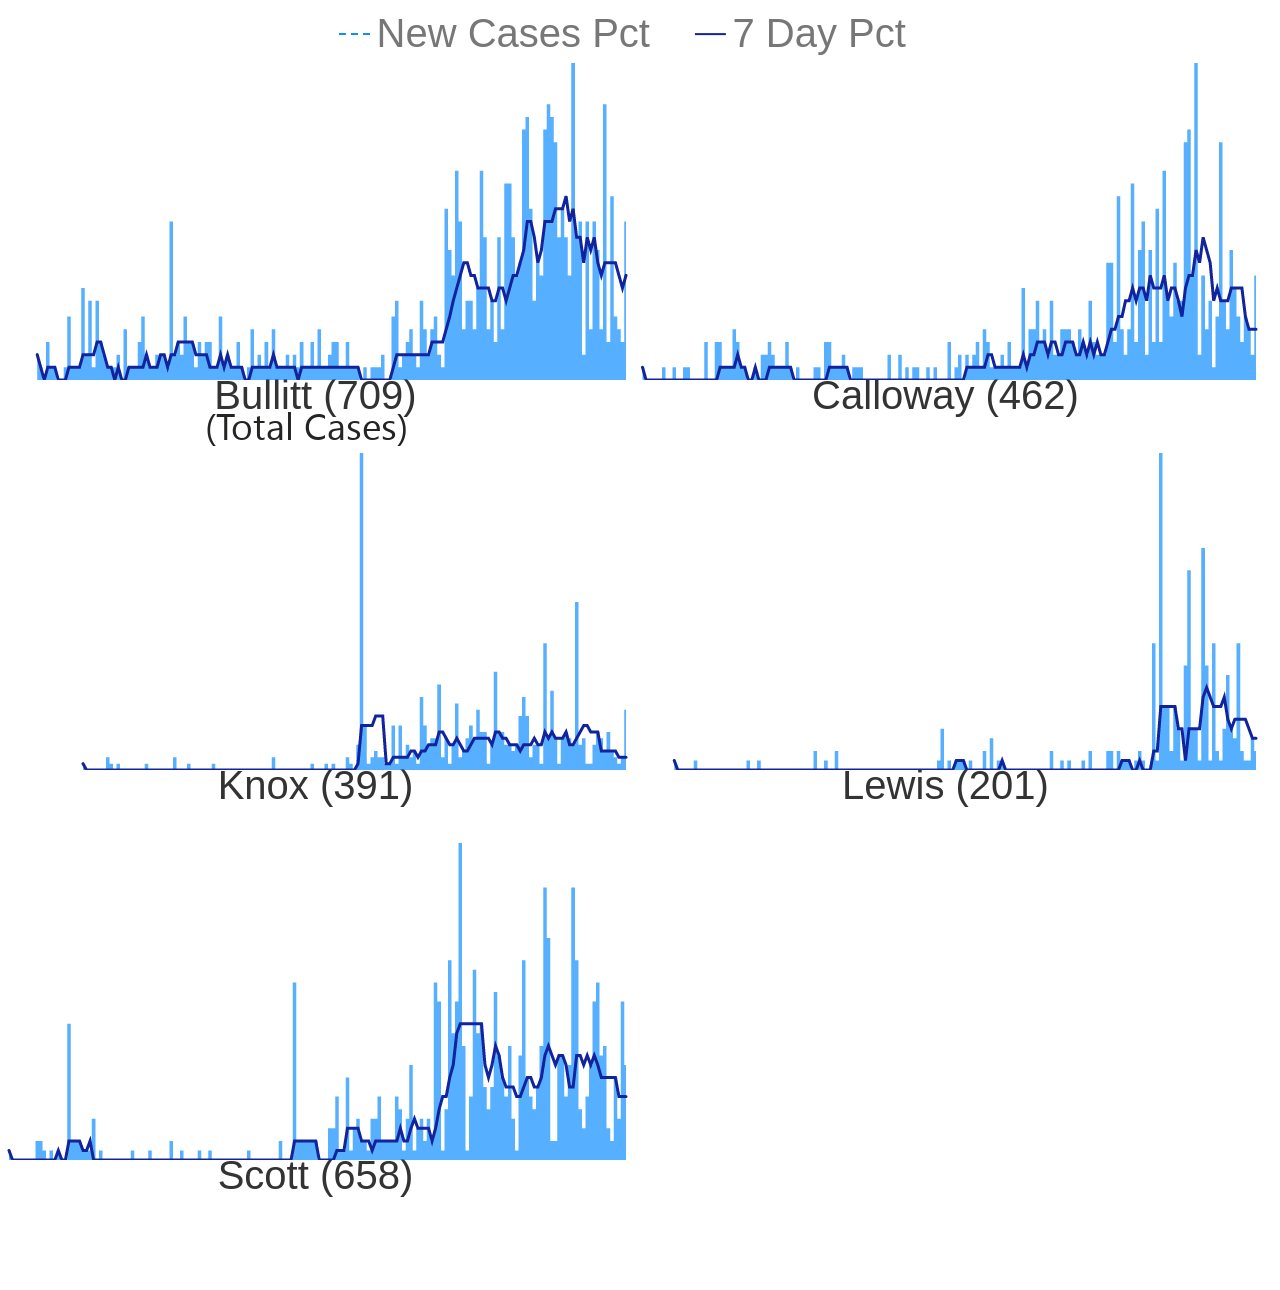 New Cases Pct 7 Day Pct
Bullitt (709) Calloway (462)
(Total Cases)
Knox (391) Lewis (201)
Scott (658)